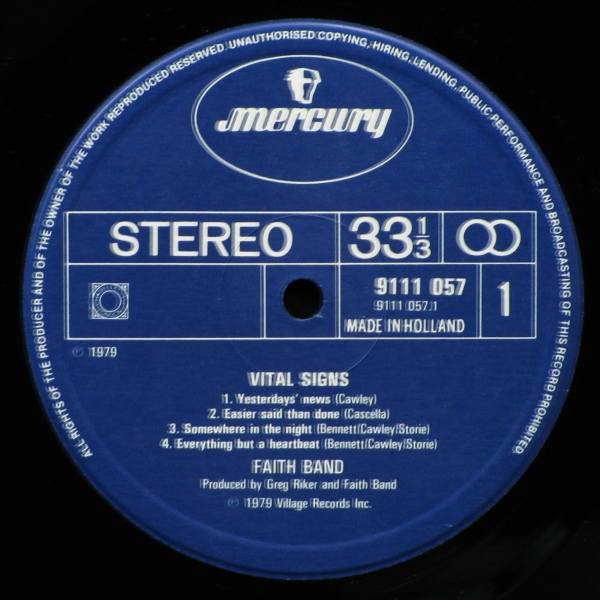 ALL RIGHTS OF THE PRODUCER AND OF THE OWNER OF THE WORK REPRODUCED RESERVED. UNAUTHORISED COPYING, HIRING, LENDING, PUBLIC PERFORMANCE AND BROADCASTING OF THIS RECORD PROHIBITED.
mercury
STEREO 33 1/3
9111 057
9111 057.1
MADE IN HOLLAND
1
℗ 1979
VITAL SIGNS
1. Yesterdays' news (Cawley)
2. Easier said than done (Cascella)
3. Somewhere in the night (Bennett/Cawley/Storie)
4. Everything but a heartbeat (Bennett/Cawley/Storie)
FAITH BAND
Produced by Greg Riker and Faith Band
℗ 1979 Village Records Inc.